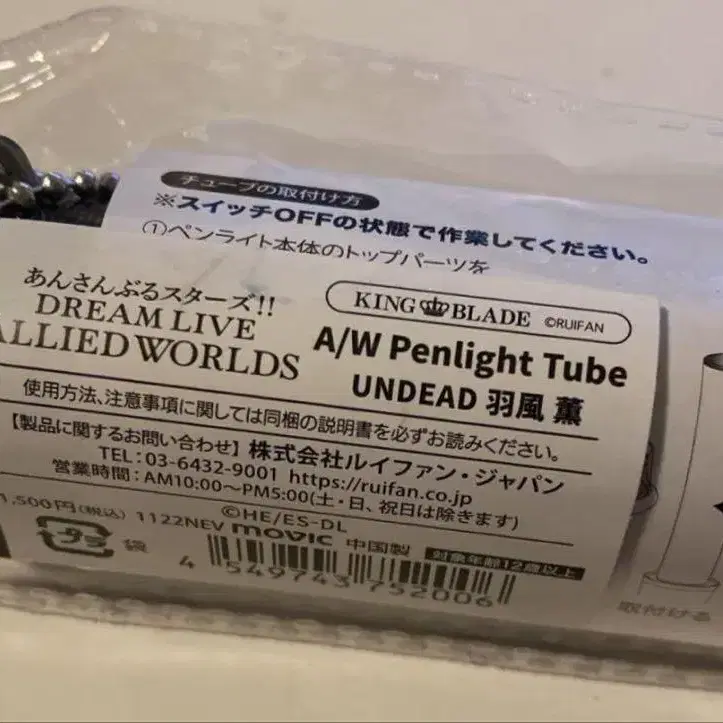 チューブの取付け方
※スイッチOFFの状態で作業してください。
①ペンライト本体のトップパーツを
あんさんぶるスターズ!!
DREAM LIVE
ALLIED WORLDS
KING BLADE ©RUIFAN
A/W Penlight Tube
UNDEAD 羽風 薫
使用方法、注意事項に関しては同梱の説明書を必ずお読みください。
【製品に関するお問い合わせ】株式会社ルイファン・ジャパン
TEL:03-6432-9001 https://ruifan.co.jp
営業時間:AM10:00~PM5:00(土・日、祝日は除きます)
©HE/ES-DL
1,500円(税込) 1122NEV movic 中国製 対象年齢12歳以上
プラ 袋
4 549743 752006
取付ける